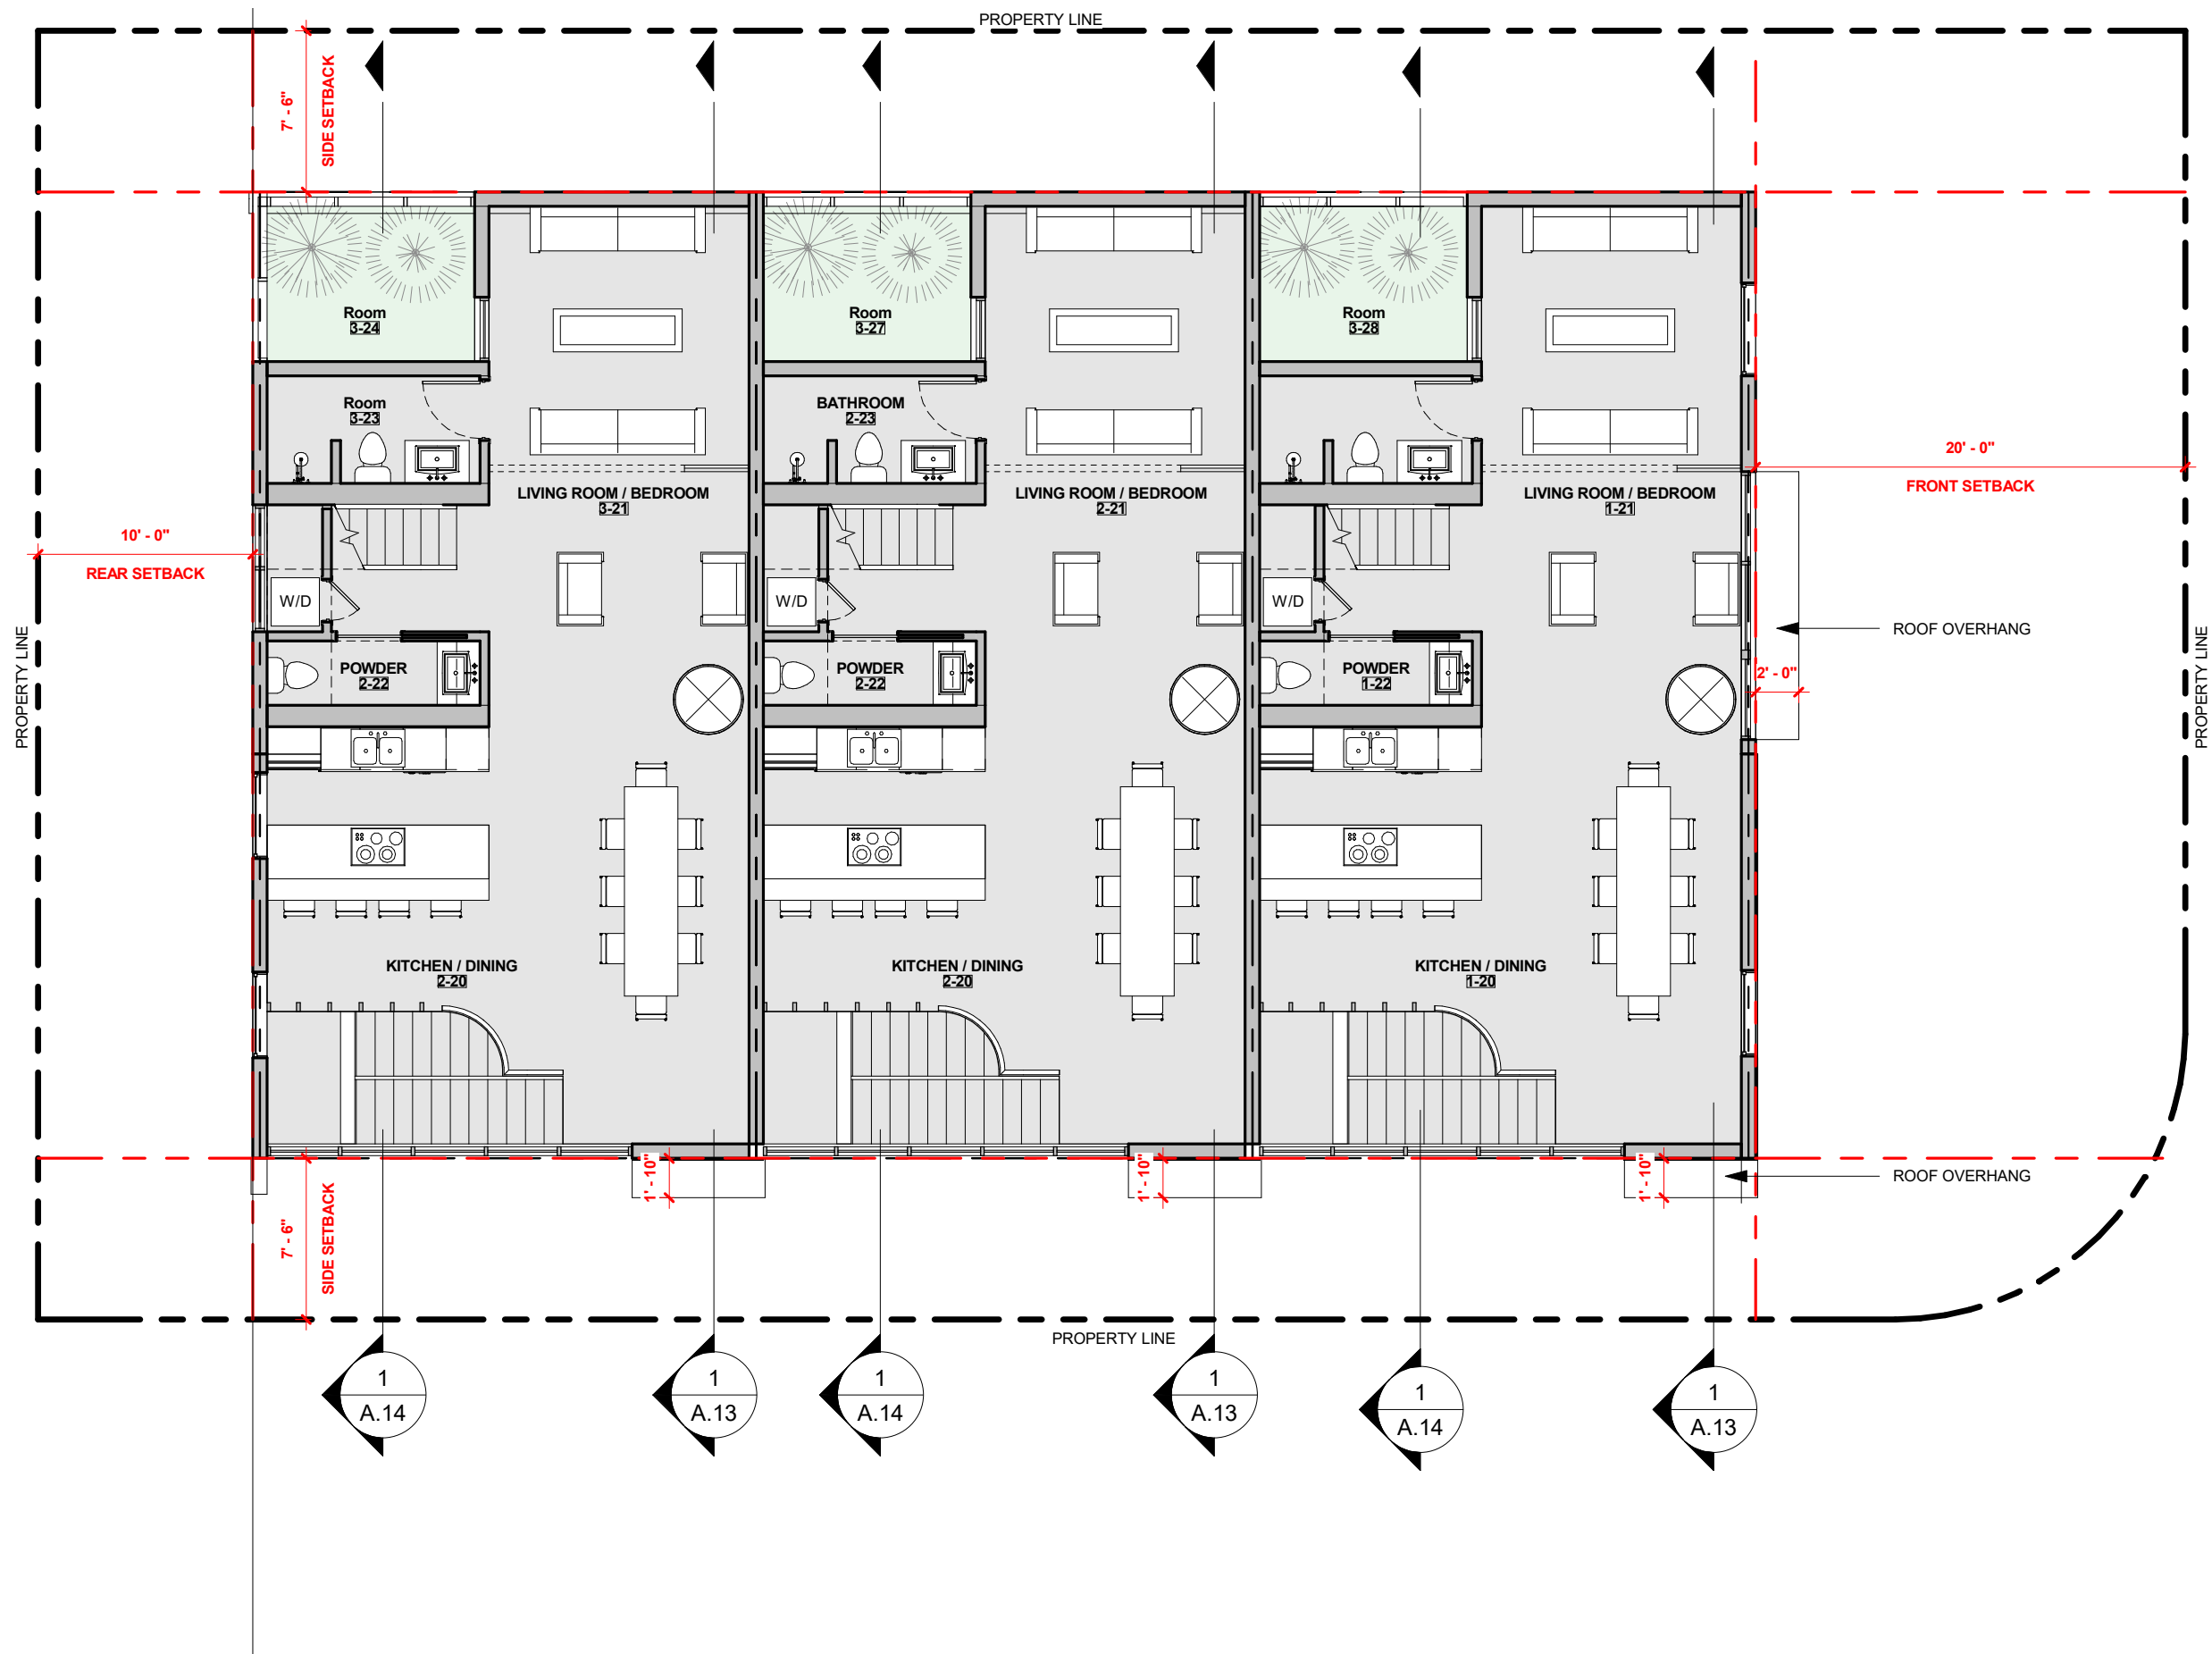 PROPERTY LINE
7' - 6"
SIDE SETBACK
Room
3-24
Room
3-27
Room
3-28
Room
3-23
BATHROOM
2-23
20' - 0"
FRONT SETBACK
LIVING ROOM / BEDROOM
3-21
LIVING ROOM / BEDROOM
2-21
LIVING ROOM / BEDROOM
1-21
10' - 0"
REAR SETBACK
W/D
W/D
W/D
ROOF OVERHANG
PROPERTY LINE
PROPERTY LINE
POWDER
2-22
POWDER
2-22
POWDER
1-22
2' - 0"
KITCHEN / DINING
2-20
KITCHEN / DINING
2-20
KITCHEN / DINING
1-20
1' - 10"
1' - 10"
1' - 10"
ROOF OVERHANG
7' - 6"
SIDE SETBACK
PROPERTY LINE
1
A.14
1
A.13
1
A.14
1
A.13
1
A.14
1
A.13